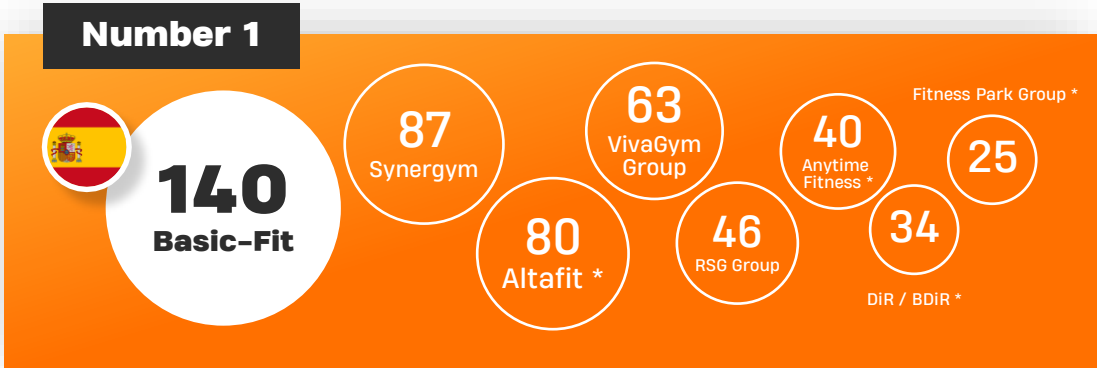 Number 1
140
Basic-Fit
87
Synergym
80
Altafit *
63
VivaGym
Group
46
RSG Group
40
Anytime
Fitness *
34
DiR / BDiR *
Fitness Park Group *
25